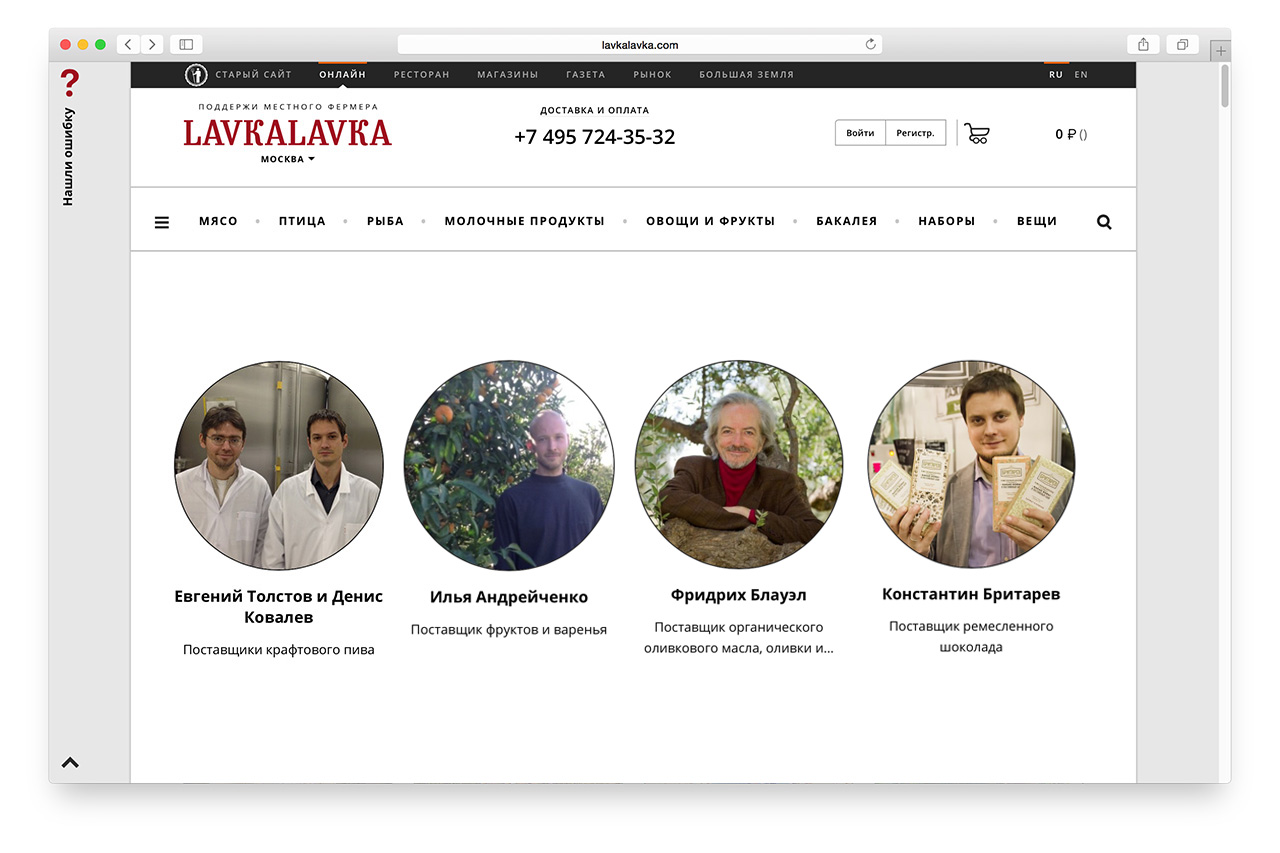 lavkalavka.com
?
Нашли ошибку
СТАРЫЙ САЙТ ОНЛАЙН РЕСТОРАН МАГАЗИНЫ ГАЗЕТА РЫНОК БОЛЬШАЯ ЗЕМЛЯ RU EN
ПОДДЕРЖИ МЕСТНОГО ФЕРМЕРА
LAVKALAVKA
МОСКВА
ДОСТАВКА И ОПЛАТА
+7 495 724-35-32
Войти Регистр.
0 ₽ ()
МЯСО • ПТИЦА • РЫБА • МОЛОЧНЫЕ ПРОДУКТЫ • ОВОЩИ И ФРУКТЫ • БАКАЛЕЯ • НАБОРЫ • ВЕЩИ
Евгений Толстов и Денис
Ковалев
Поставщики крафтового пива
Илья Андрейченко
Поставщик фруктов и варенья
Фридрих Блауэл
Поставщик органического
оливкового масла, оливки и...
Константин Бритарев
Поставщик ремесленного
шоколада